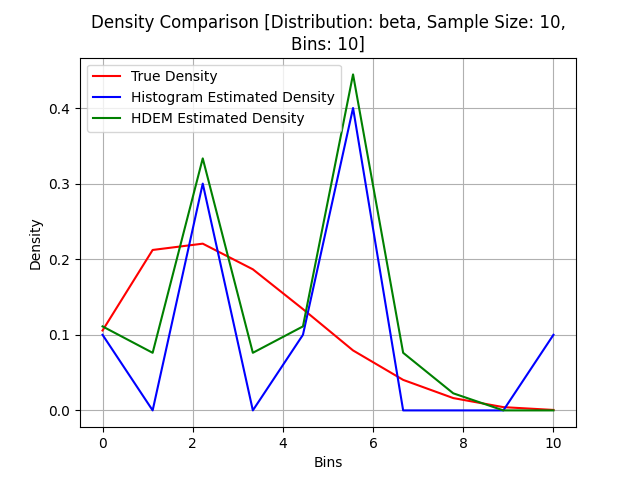 Density Comparison [Distribution: beta, Sample Size: 10,
Bins: 10]
True Density
Histogram Estimated Density
HDEM Estimated Density
Density
0.4
0.3
0.2
0.1
0.0
0 2 4 6 8 10
Bins